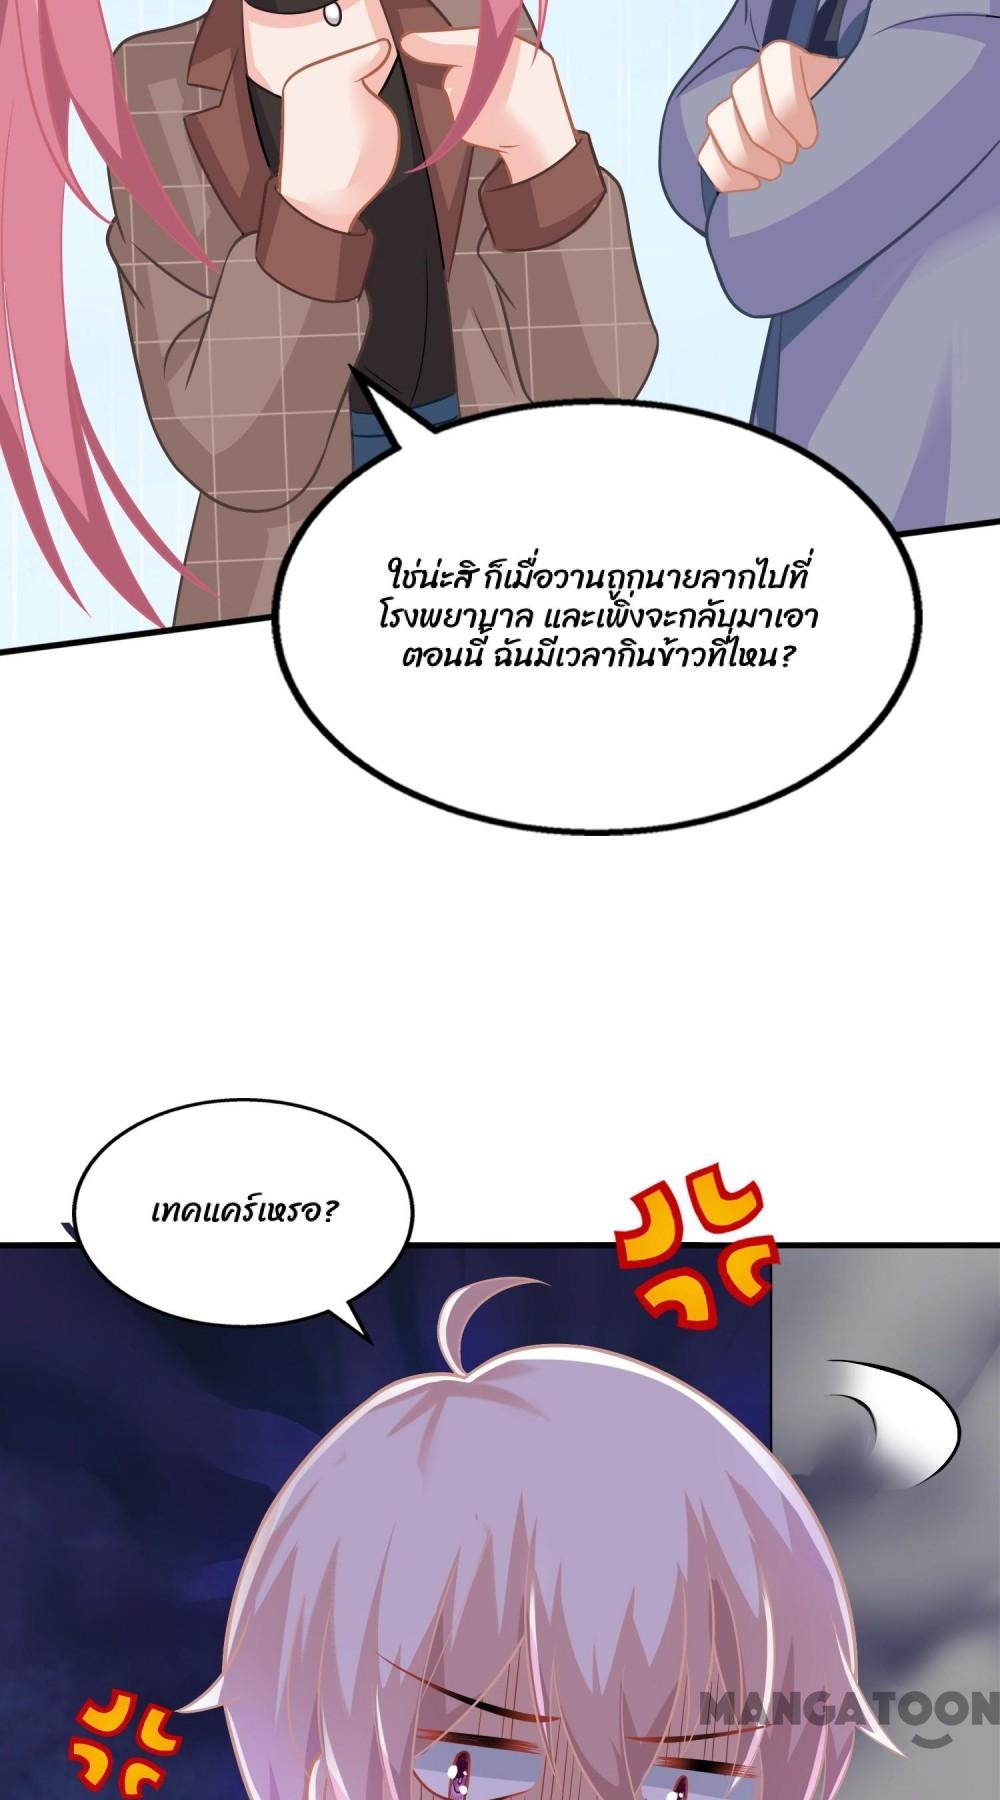 ใช่น่ะสิ ก็เมื่อวานถูกนายลากไปที่
โรงพยาบาล และเพิ่งจะกลับมาเอา
ตอนนี้ ฉันมีเวลากินข้าวที่ไหน?
เทคแคร์เหรอ?
MANGATOON